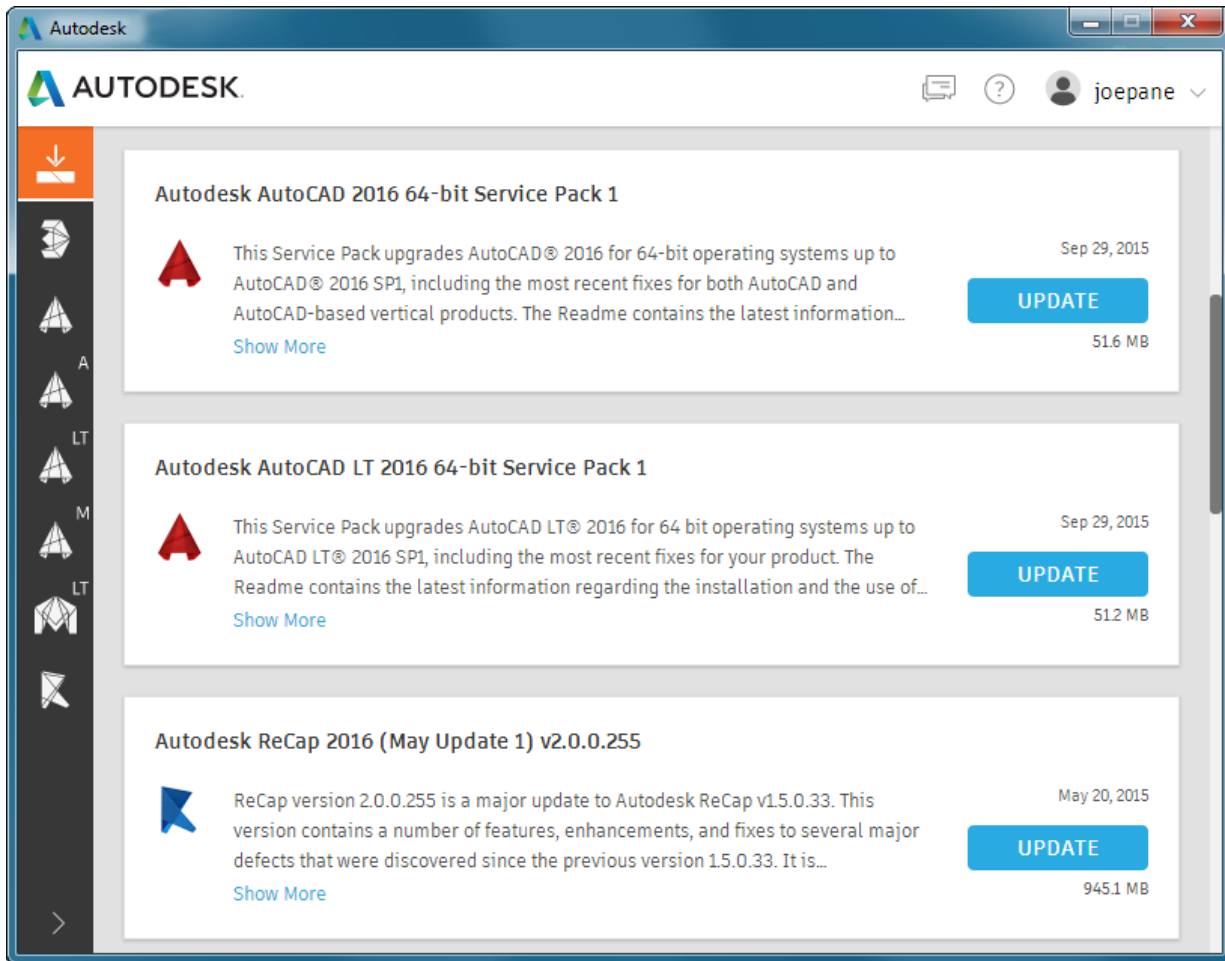 Autodesk
AUTODESK.
? joepane
Autodesk AutoCAD 2016 64-bit Service Pack 1
This Service Pack upgrades AutoCAD® 2016 for 64-bit operating systems up to
AutoCAD® 2016 SP1, including the most recent fixes for both AutoCAD and
AutoCAD-based vertical products. The Readme contains the latest information...
Show More
Sep 29, 2015
UPDATE
51.6 MB
A
LT
M
LT
Autodesk AutoCAD LT 2016 64-bit Service Pack 1
This Service Pack upgrades AutoCAD LT® 2016 for 64 bit operating systems up to
AutoCAD LT® 2016 SP1, including the most recent fixes for your product. The
Readme contains the latest information regarding the installation and the use of...
Show More
Sep 29, 2015
UPDATE
51.2 MB
Autodesk ReCap 2016 (May Update 1) v2.0.0.255
ReCap version 2.0.0.255 is a major update to Autodesk ReCap v1.5.0.33. This
version contains a number of features, enhancements, and fixes to several major
defects that were discovered since the previous version 1.5.0.33. It is...
Show More
May 20, 2015
UPDATE
945.1 MB